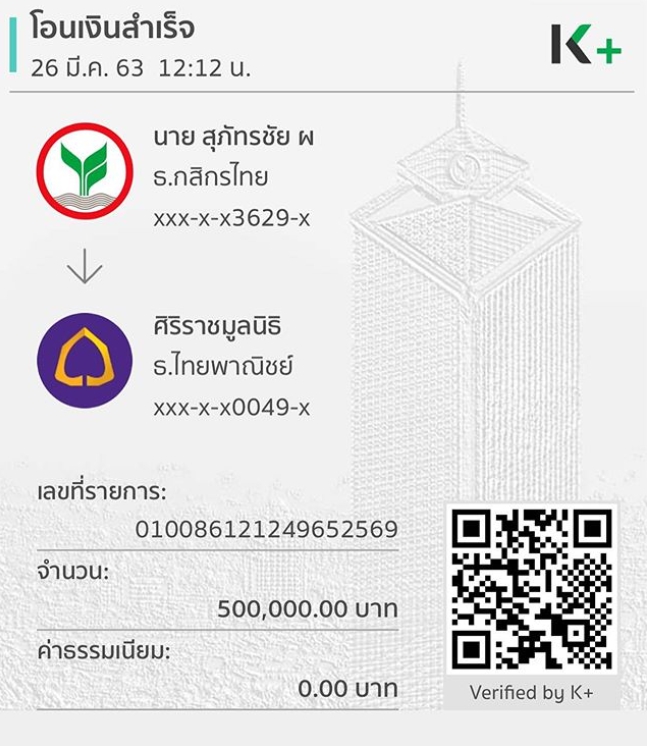 โอนเงินสำเร็จ
26 มี.ค. 63 12:12 น.
K+
นาย สุภัทรชัย ผ
ธ.กสิกรไทย
xxx-x-x3629-x
ศิริราชมูลนิธิ
ธ.ไทยพาณิชย์
xxx-x-x0049-x
เลขที่รายการ:
010086121249652569
จำนวน:
500,000.00 บาท
ค่าธรรมเนียม:
0.00 บาท
Verified by K+